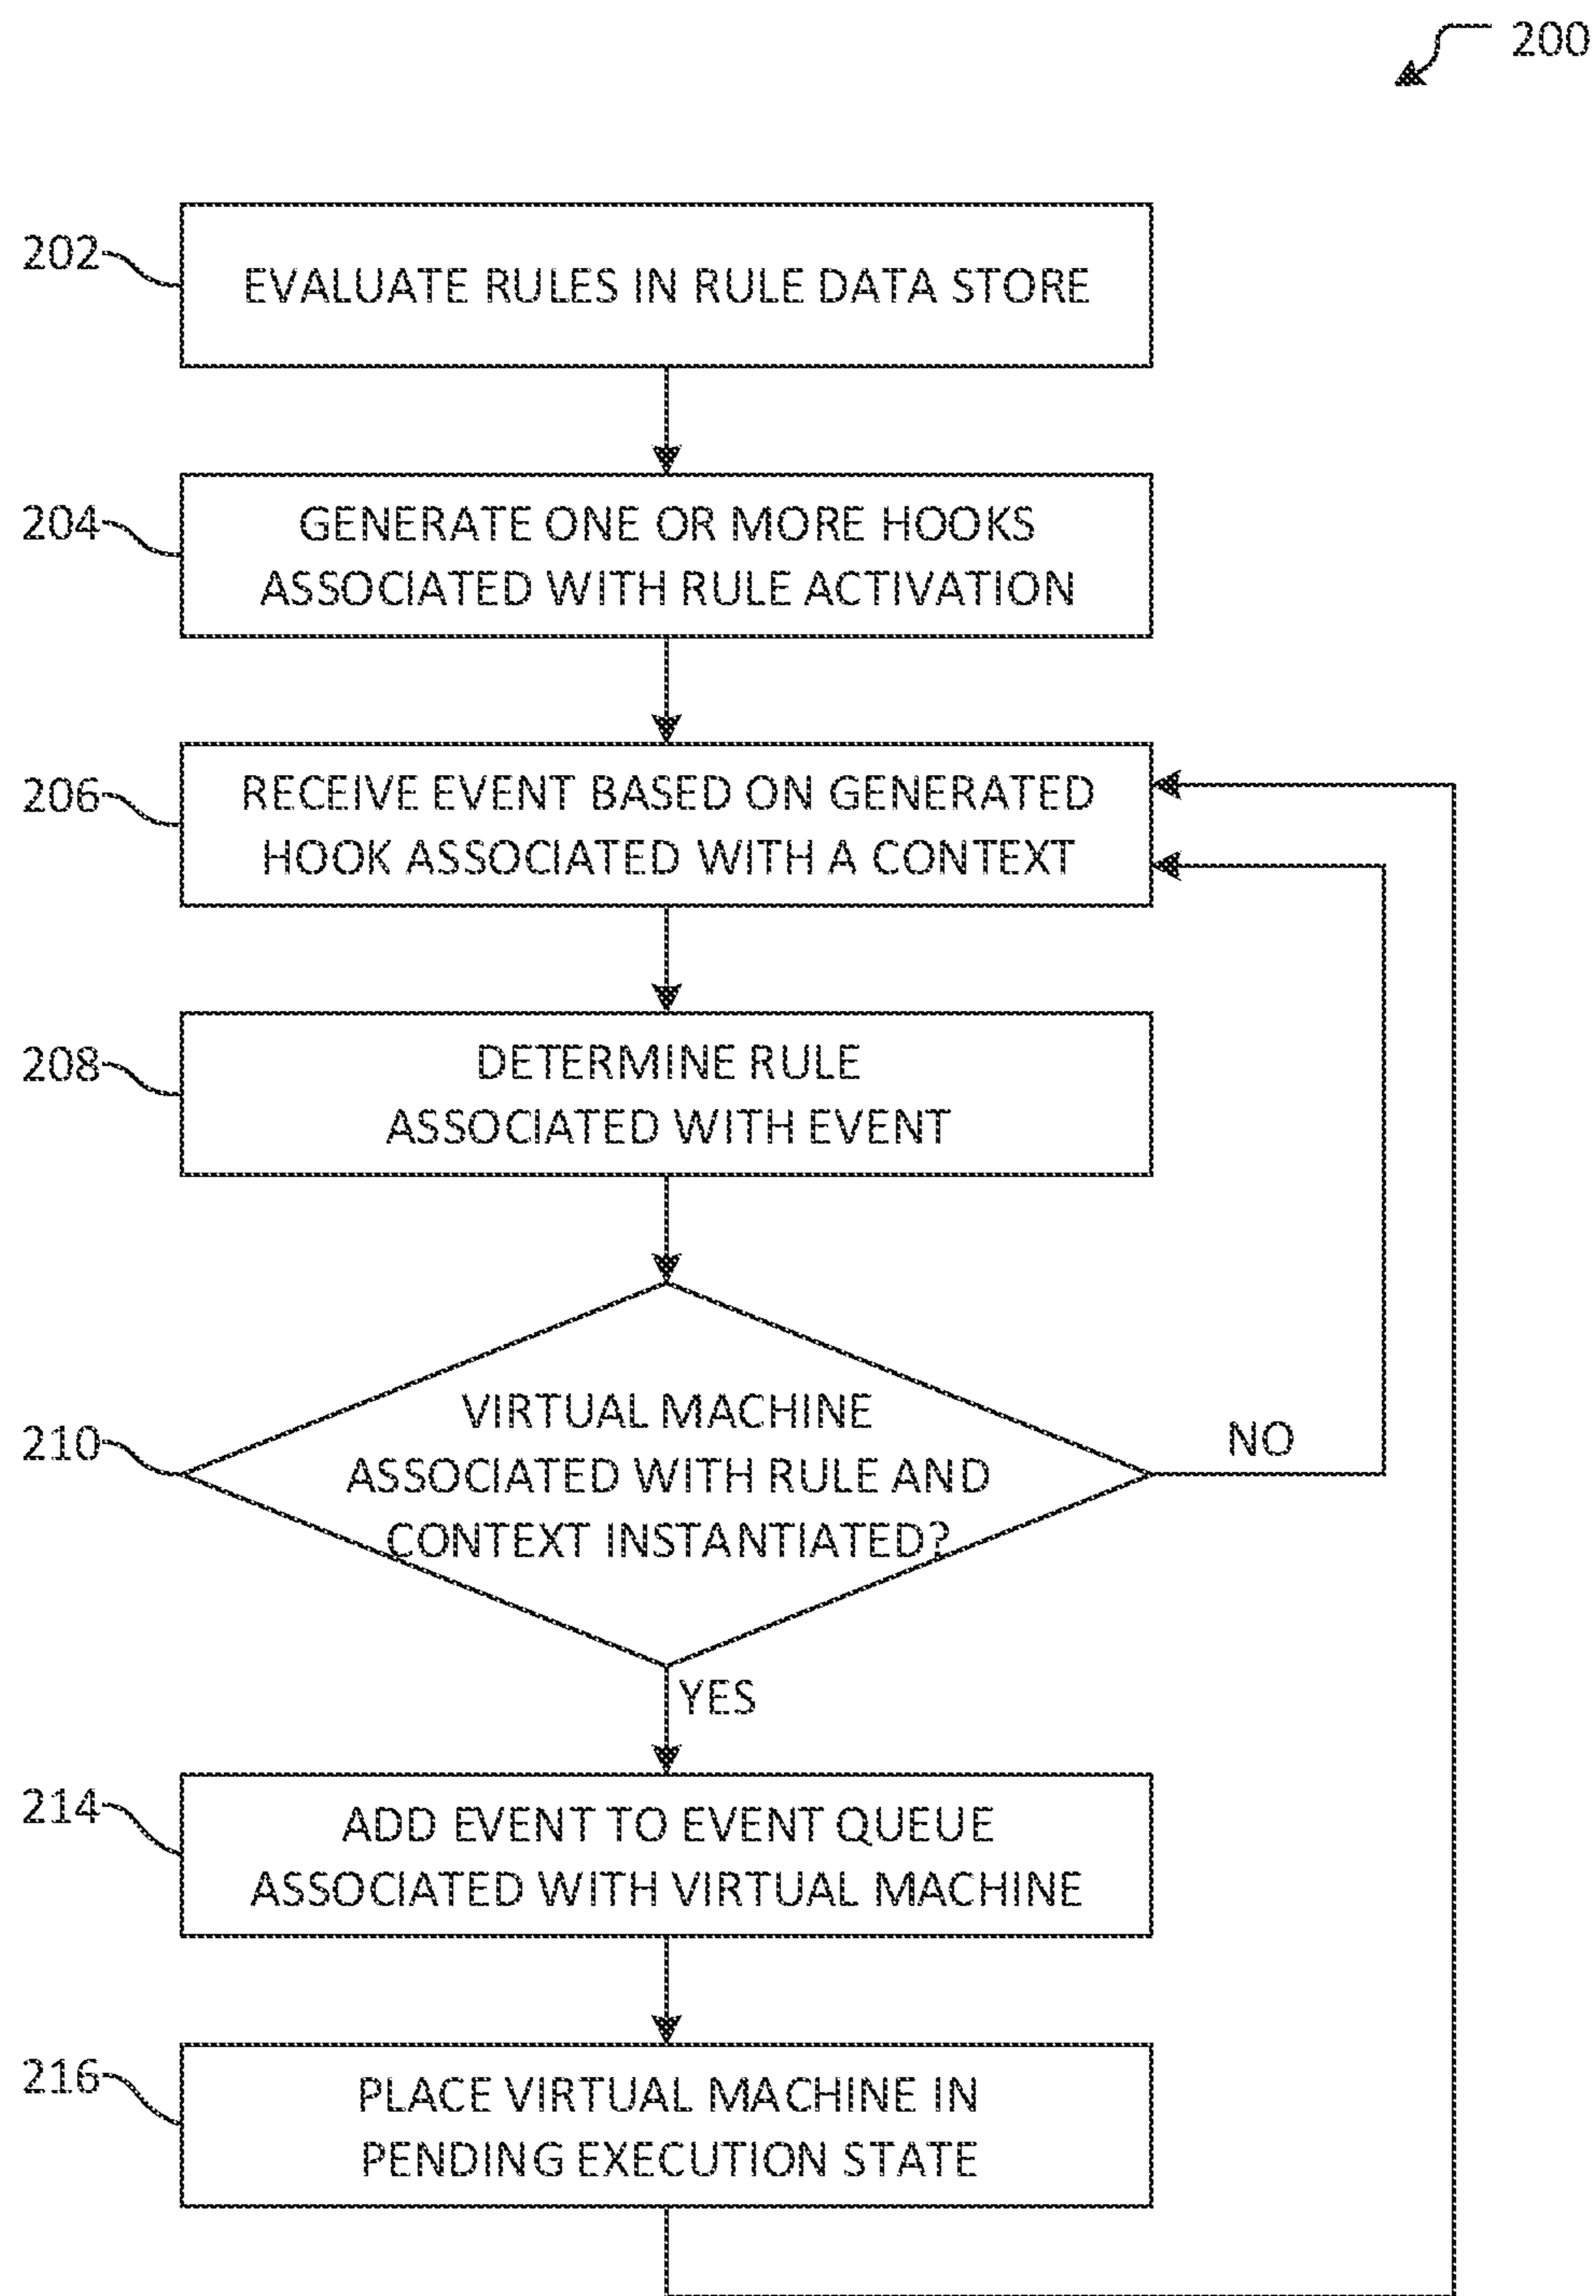 200
202
EVALUATE RULES IN RULE DATA STORE
204
GENERATE ONE OR MORE HOOKS
ASSOCIATED WITH RULE ACTIVATION
206
RECEIVE EVENT BASED ON GENERATED
HOOK ASSOCIATED WITH A CONTEXT
208
DETERMINE RULE
ASSOCIATED WITH EVENT
210
VIRTUAL MACHINE
ASSOCIATED WITH RULE AND
CONTEXT INSTANTIATED?
NO
YES
214
ADD EVENT TO EVENT QUEUE
ASSOCIATED WITH VIRTUAL MACHINE
216
PLACE VIRTUAL MACHINE IN
PENDING EXECUTION STATE